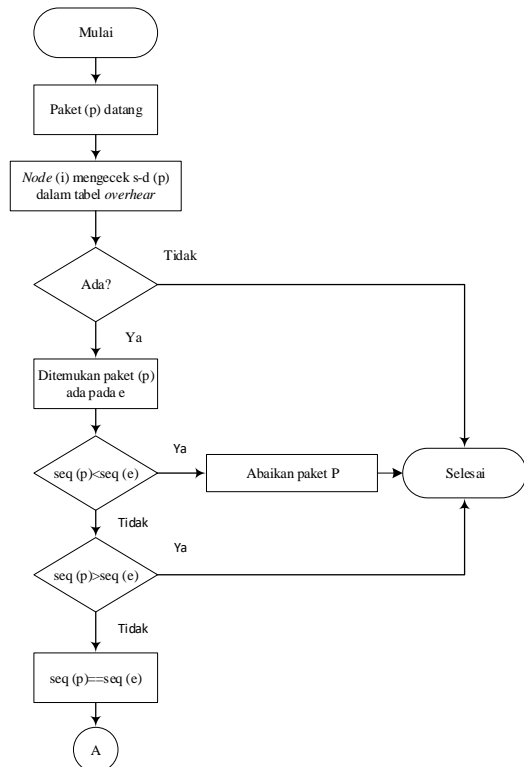 Mulai
Paket (p) datang
Node (i) mengecek s-d (p)
dalam tabel overhear
Tidak
Ada?
Ya
Ditemukan paket (p)
ada pada e
Ya
seq (p)<seq (e)
Abaikan paket P
Selesai
Tidak
Ya
seq (p)>seq (e)
Tidak
seq (p)==seq (e)
A